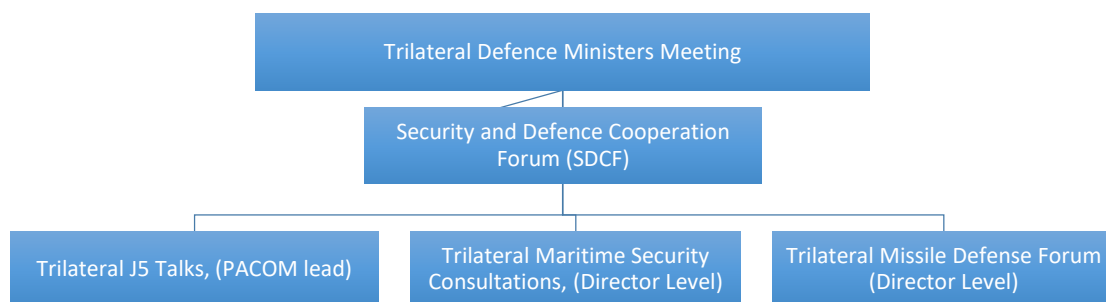 Trilateral Defence Ministers Meeting
Security and Defence Cooperation
Forum (SDCF)
Trilateral J5 Talks, (PACOM lead)
Trilateral Maritime Security
Consultations, (Director Level)
Trilateral Missile Defense Forum
(Director Level)